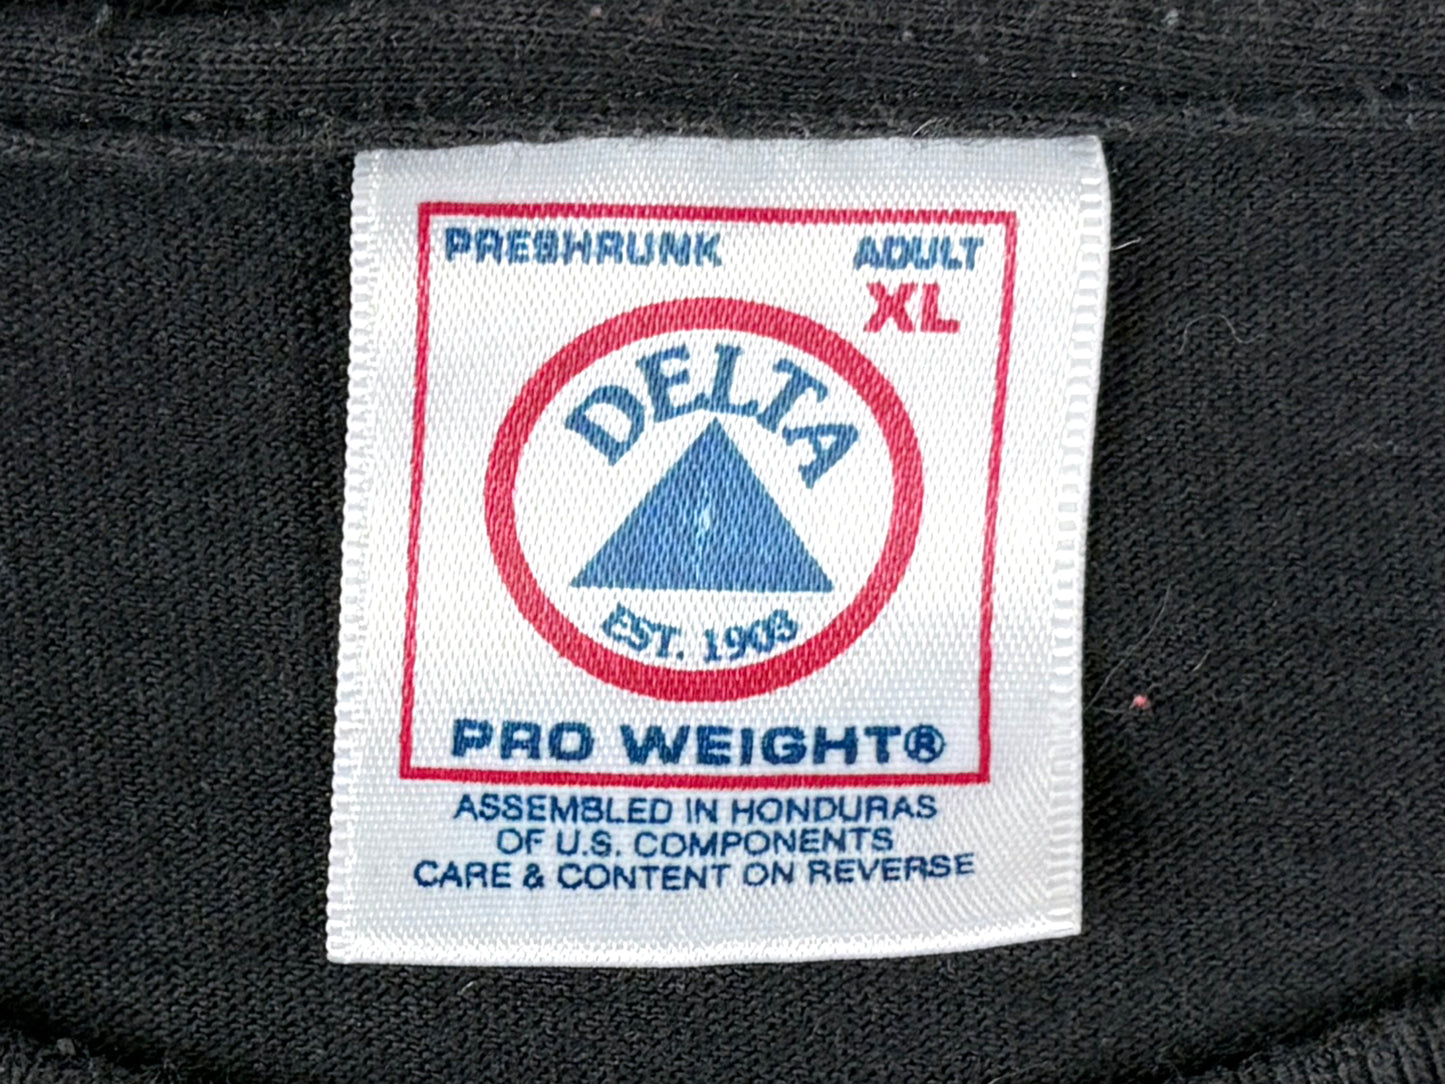 PRESHRUNK ADULT
XL
DELTA
EST. 1903
PRO WEIGHT®
ASSEMBLED IN HONDURAS
OF U.S. COMPONENTS
CARE & CONTENT ON REVERSE